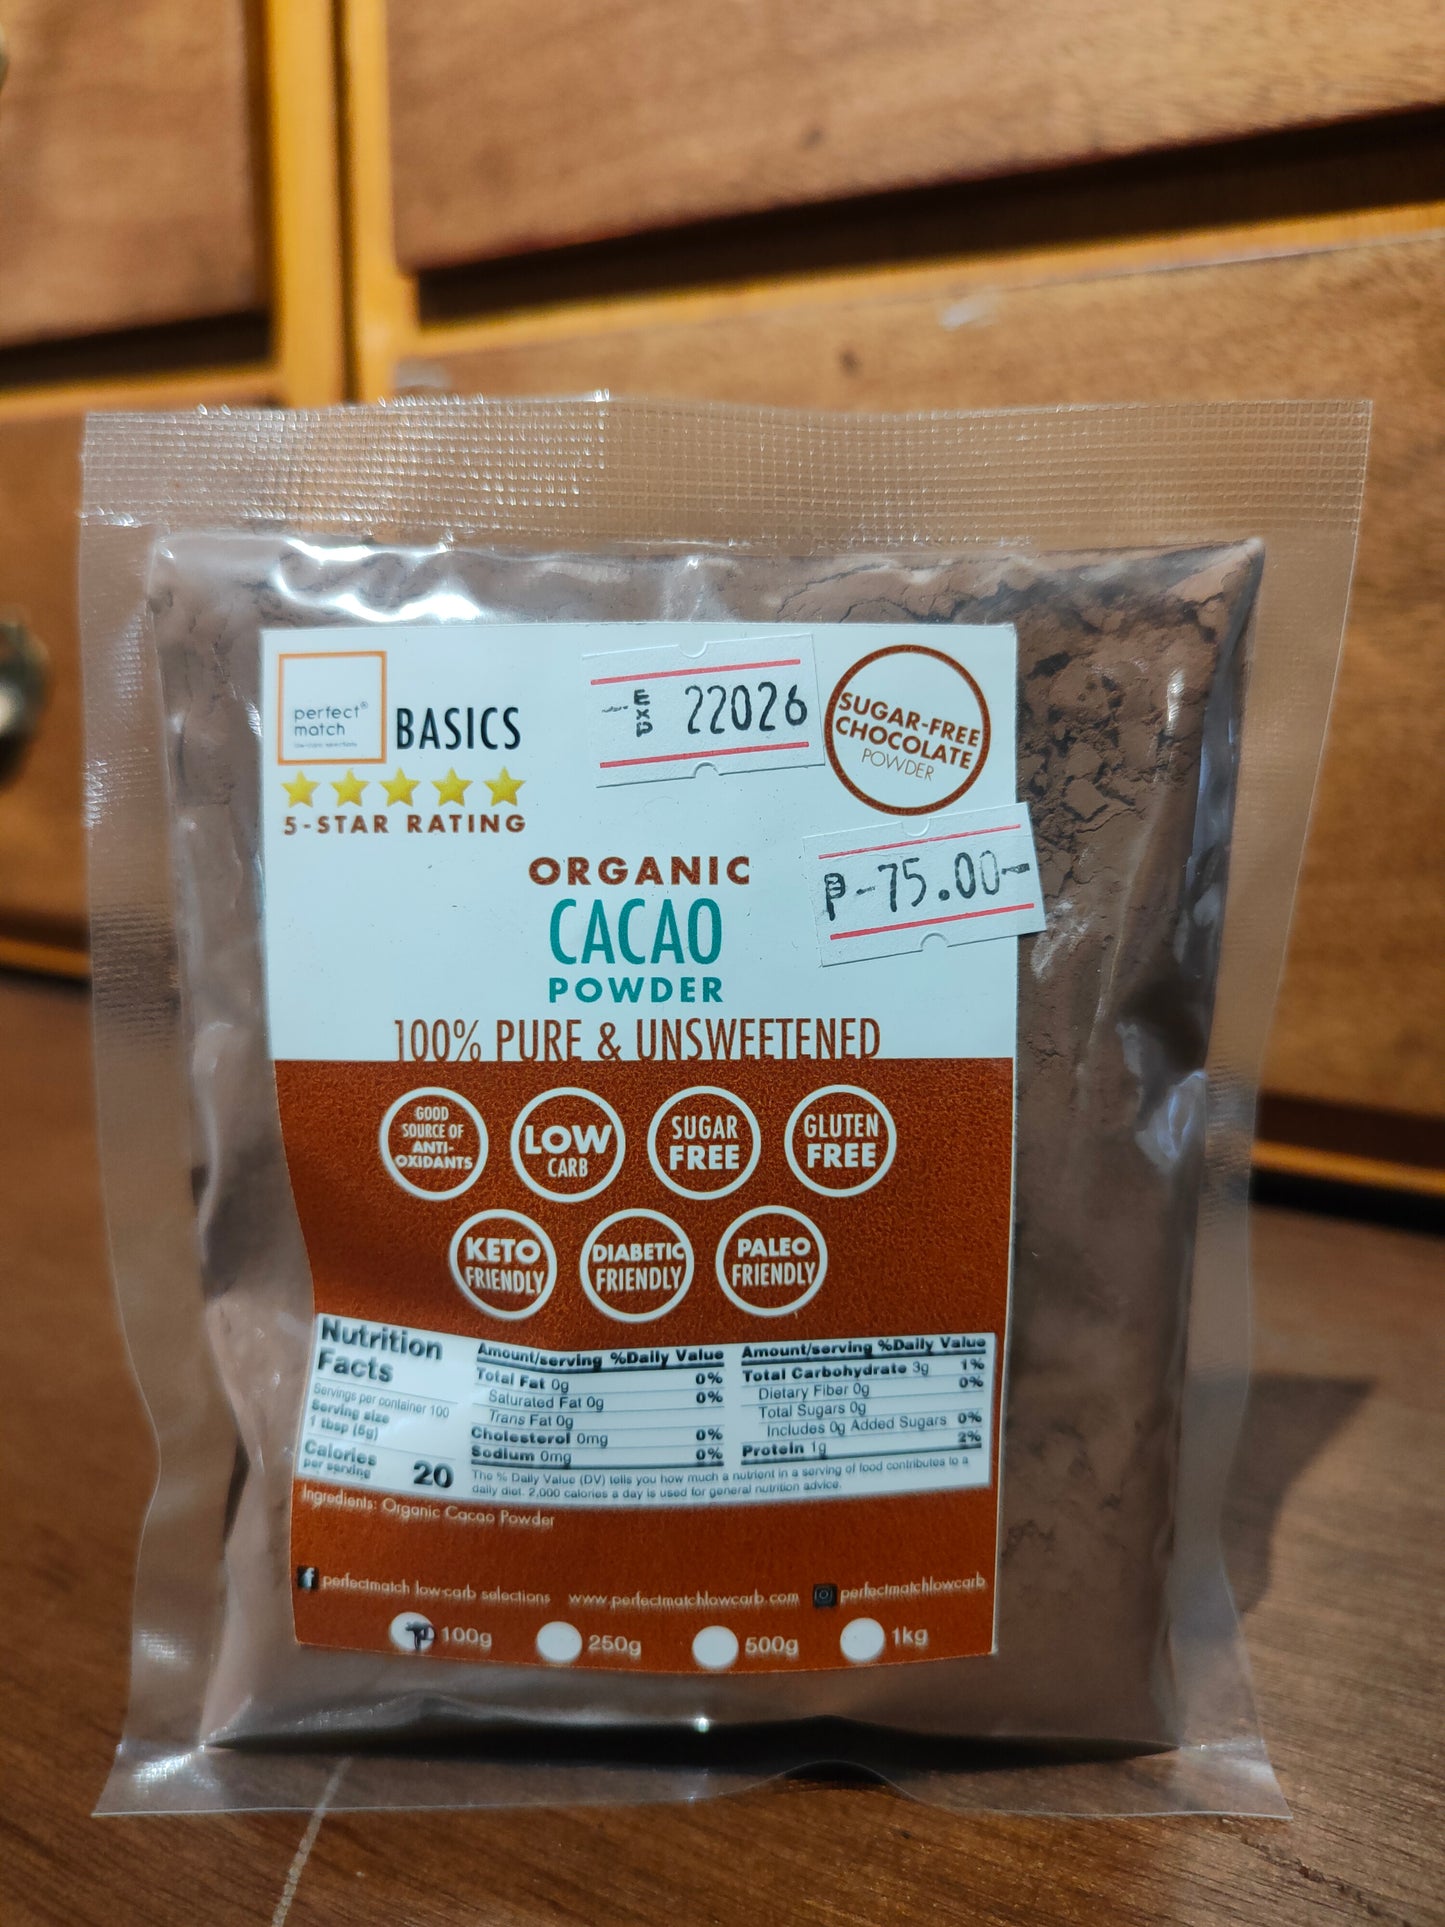 perfect®
match
low-carb selections
BASICS
5-STAR RATING
EXP 22026
SUGAR-FREE
CHOCOLATE
POWDER
₱-75.00-
ORGANIC
CACAO
POWDER
100% PURE & UNSWEETENED
GOOD
SOURCE OF
ANTI-
OXIDANTS
LOW
CARB
SUGAR
FREE
GLUTEN
FREE
KETO
FRIENDLY
DIABETIC
FRIENDLY
PALEO
FRIENDLY
Nutrition
Facts
Servings per container 100
Serving size
1 tbsp (5g)
Calories
per serving 20
Amount/serving %Daily Value
Total Fat 0g 0%
Saturated Fat 0g 0%
Trans Fat 0g
Cholesterol 0mg 0%
Sodium 0mg 0%
Amount/serving %Daily Value
Total Carbohydrate 3g 1%
Dietary Fiber 0g 0%
Total Sugars 0g
Includes 0g Added Sugars 0%
Protein 1g 2%
The % Daily Value (DV) tells you how much a nutrient in a serving of food contributes to a
daily diet. 2,000 calories a day is used for general nutrition advice.
Ingredients: Organic Cacao Powder
perfectmatch low-carb selections www.perfectmatchlowcarb.com perfectmatchlowcarb
100g 250g 500g 1kg